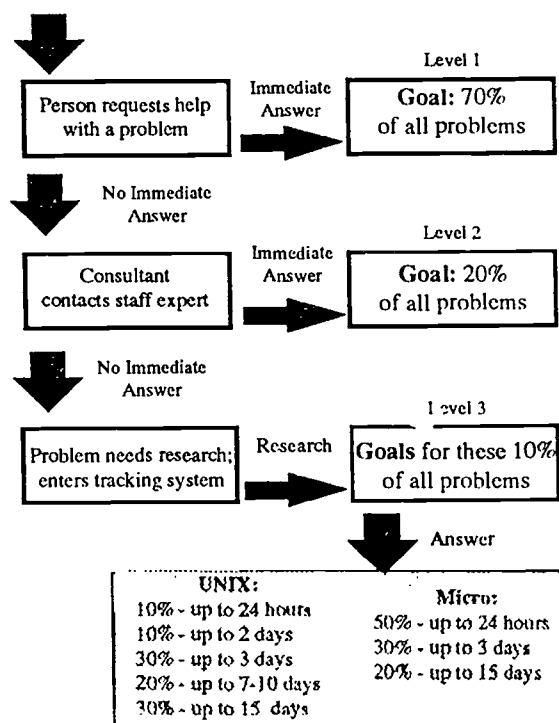 Level 1
Person requests help
with a problem
Immediate
Answer
Goal: 70%
of all problems
No Immediate
Answer
Level 2
Consultant
contacts staff expert
Immediate
Answer
Goal: 20%
of all problems
No Immediate
Answer
Level 3
Problem needs research;
enters tracking system
Research
Goals for these 10%
of all problems
Answer
UNIX:
10% - up to 24 hours
10% - up to 2 days
30% - up to 3 days
20% - up to 7-10 days
30% - up to 15 days
Micro:
50% - up to 24 hours
30% - up to 3 days
20% - up to 15 days